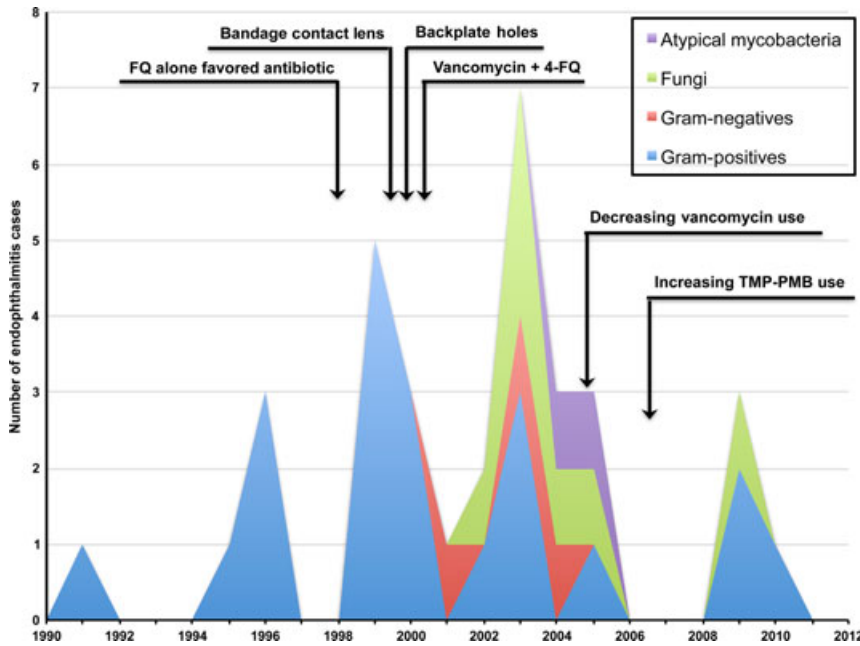 8
7
6
5
4
3
2
1
0
Number of endophthalmitis cases
Bandage contact lens
Backplate holes
FQ alone favored antibiotic
Vancomycin + 4-FQ
Atypical mycobacteria
Fungi
Gram-negatives
Gram-positives
Decreasing vancomycin use
Increasing TMP-PMB use
1990 1992 1994 1996 1998 2000 2002 2004 2006 2008 2010 2012